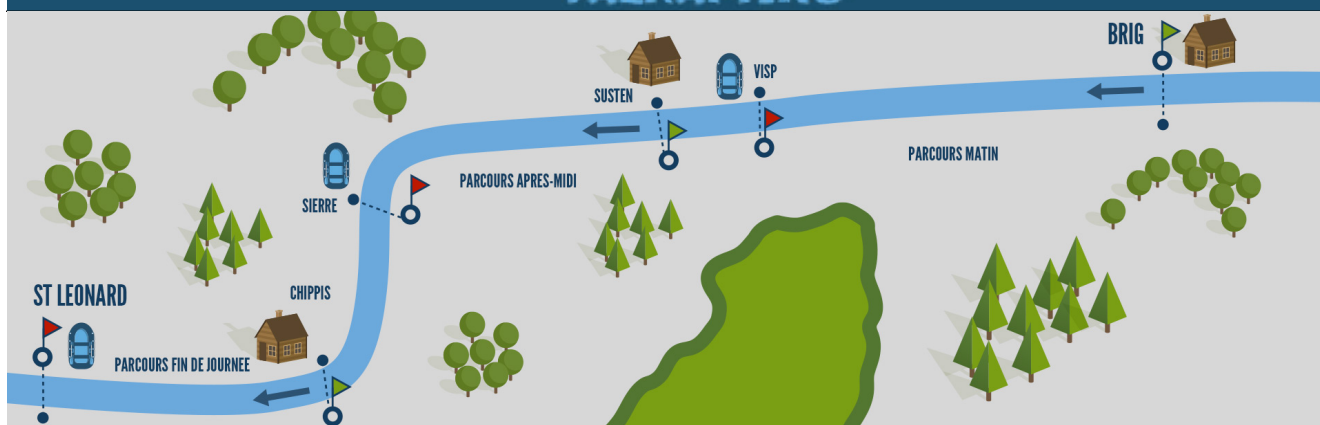 BRIG
VISP
SUSTEN
PARCOURS MATIN
PARCOURS APRES-MIDI
SIERRE
CHIPPIS
ST LEONARD
PARCOURS FIN DE JOURNEE